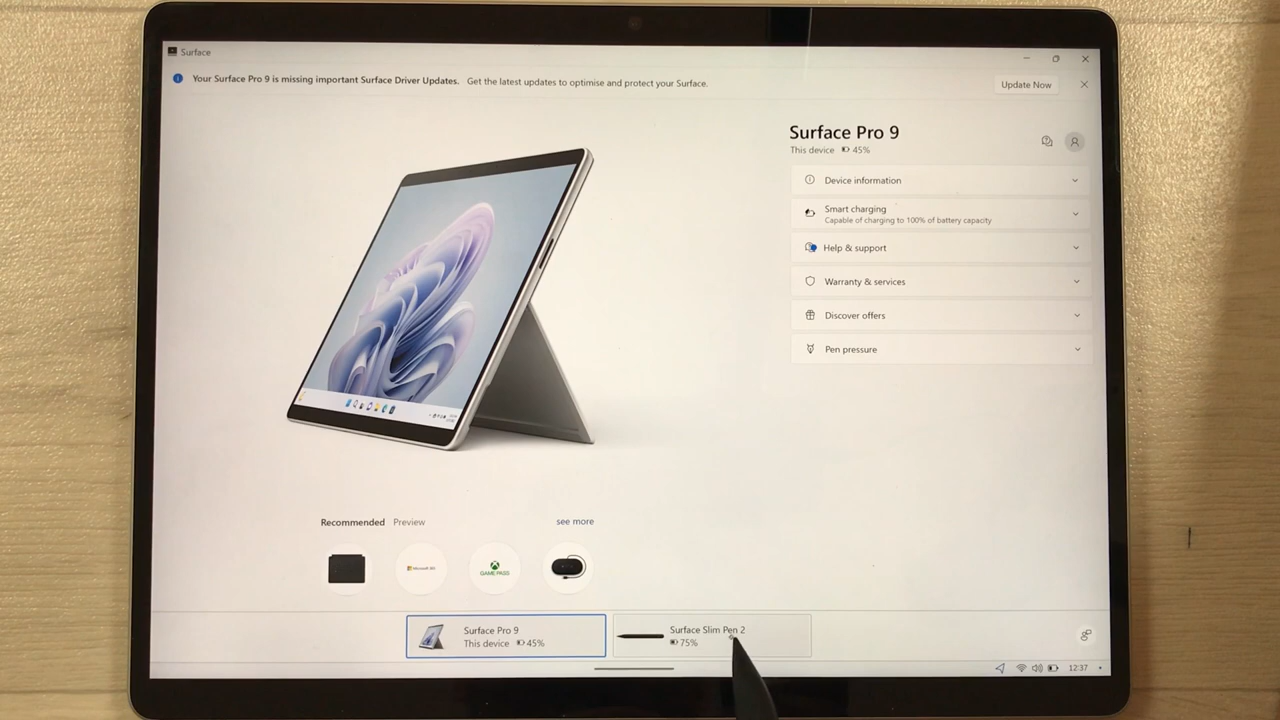 Surface
Your Surface Pro 9 is missing important Surface Driver Updates. Get the latest updates to optimise and protect your Surface.
Update Now
Surface Pro 9
This device 45%
Device information
Smart charging
Capable of charging to 100% of battery capacity
Help & support
Warranty & services
Discover offers
Pen pressure
Recommended Preview see more
Microsoft 365
GAME PASS
Surface Pro 9
This device 45%
Surface Slim Pen 2
75%
12:37